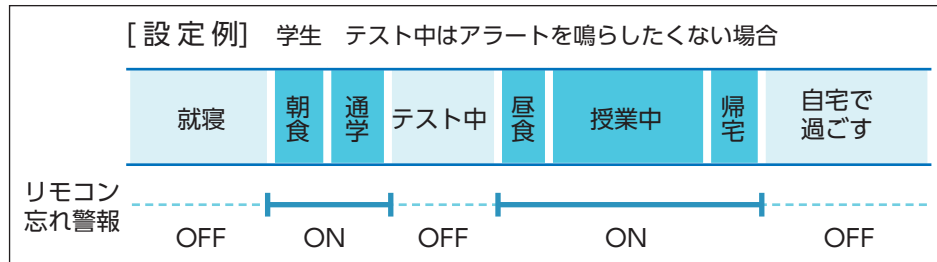 [設定例] 学生 テスト中はアラートを鳴らしたくない場合
就寝 朝食 通学 テスト中 昼食 授業中 帰宅 自宅で
過ごす
リモコン
忘れ警報
OFF ON OFF ON OFF